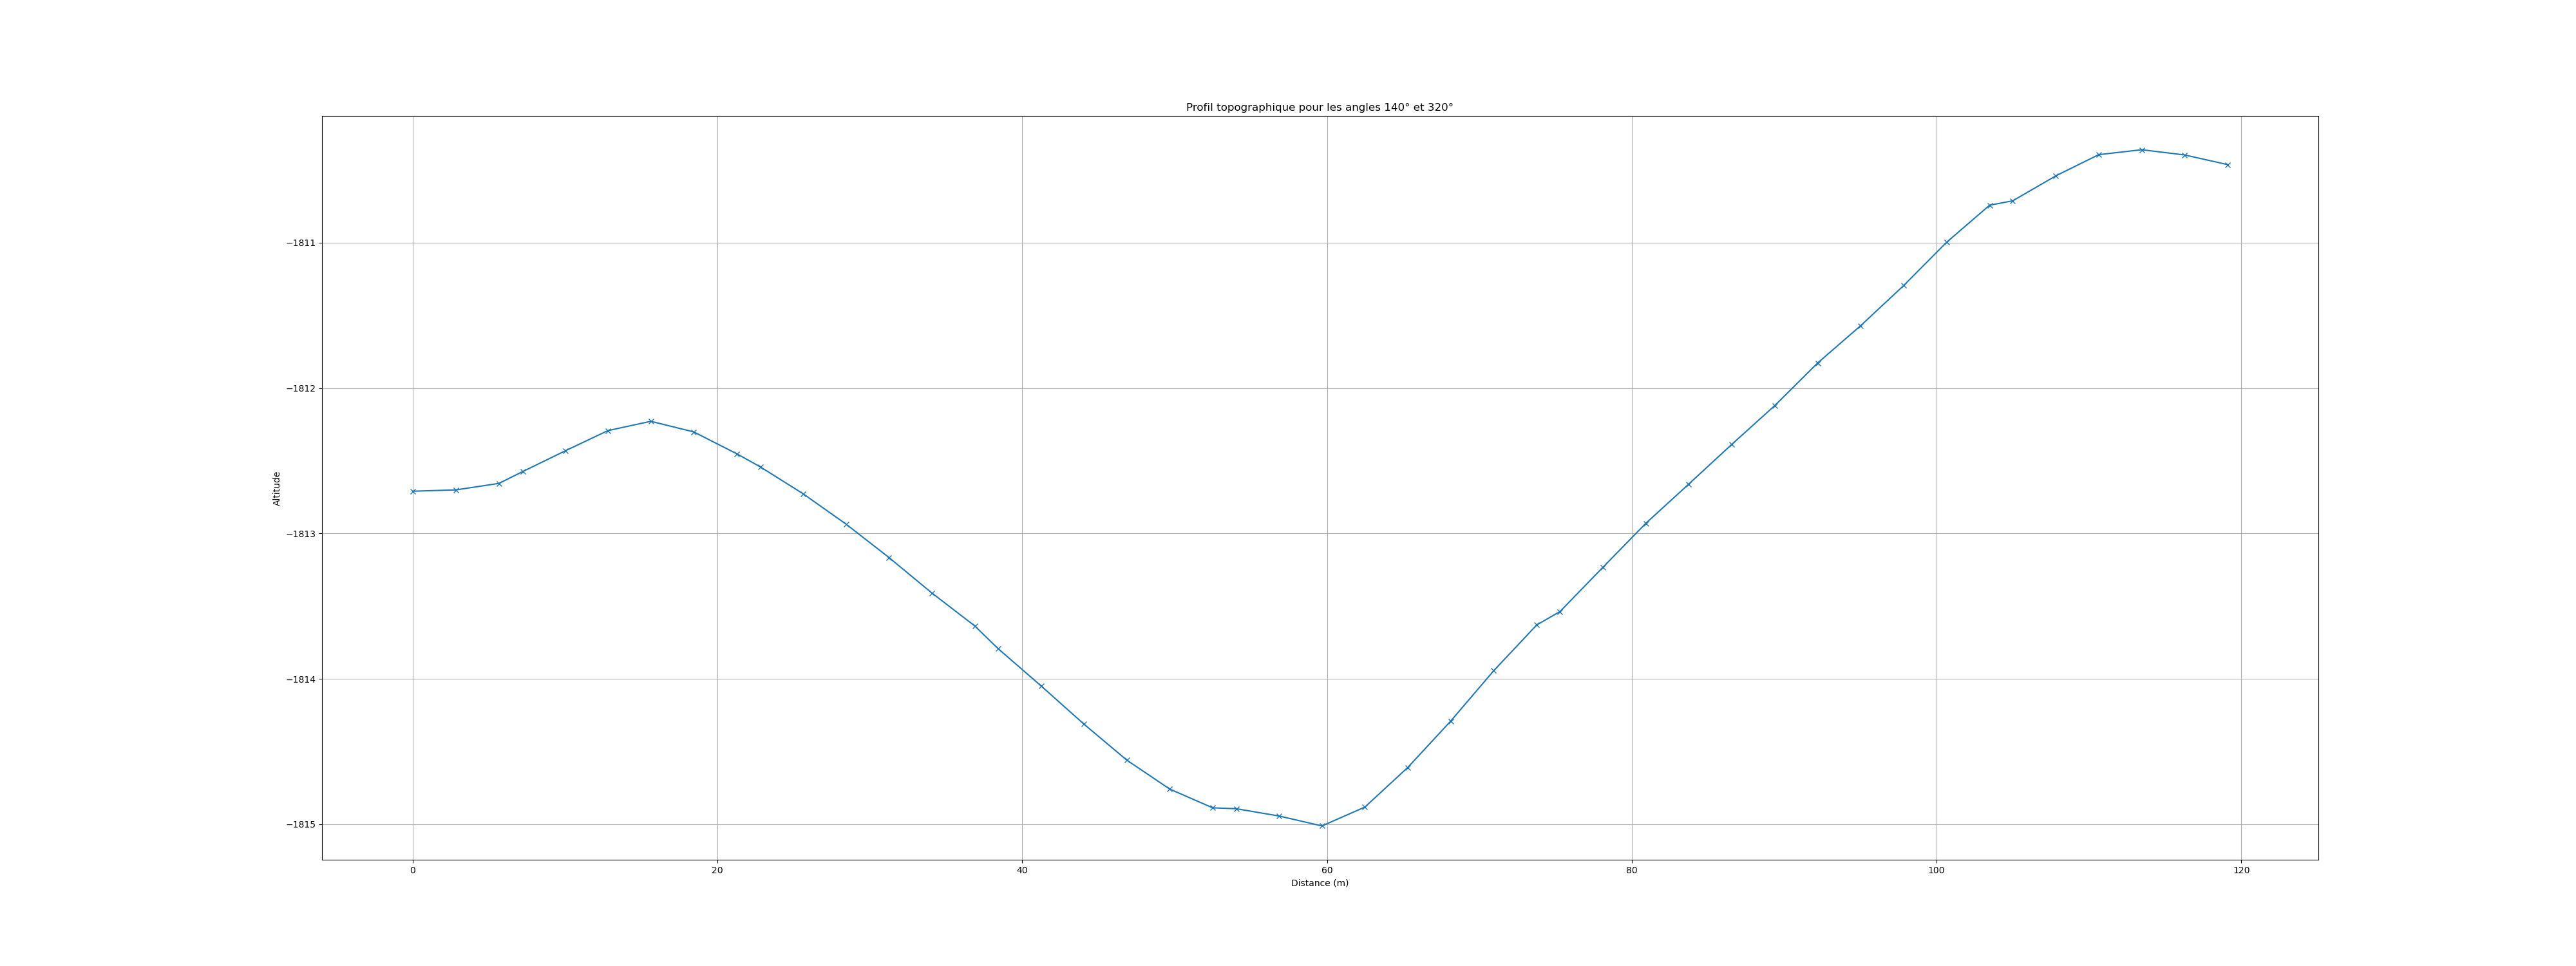 Profil topographique pour les angles 140° et 320°
Altitude
−1811
−1812
−1813
−1814
−1815
0 20 40 60 80 100 120
Distance (m)